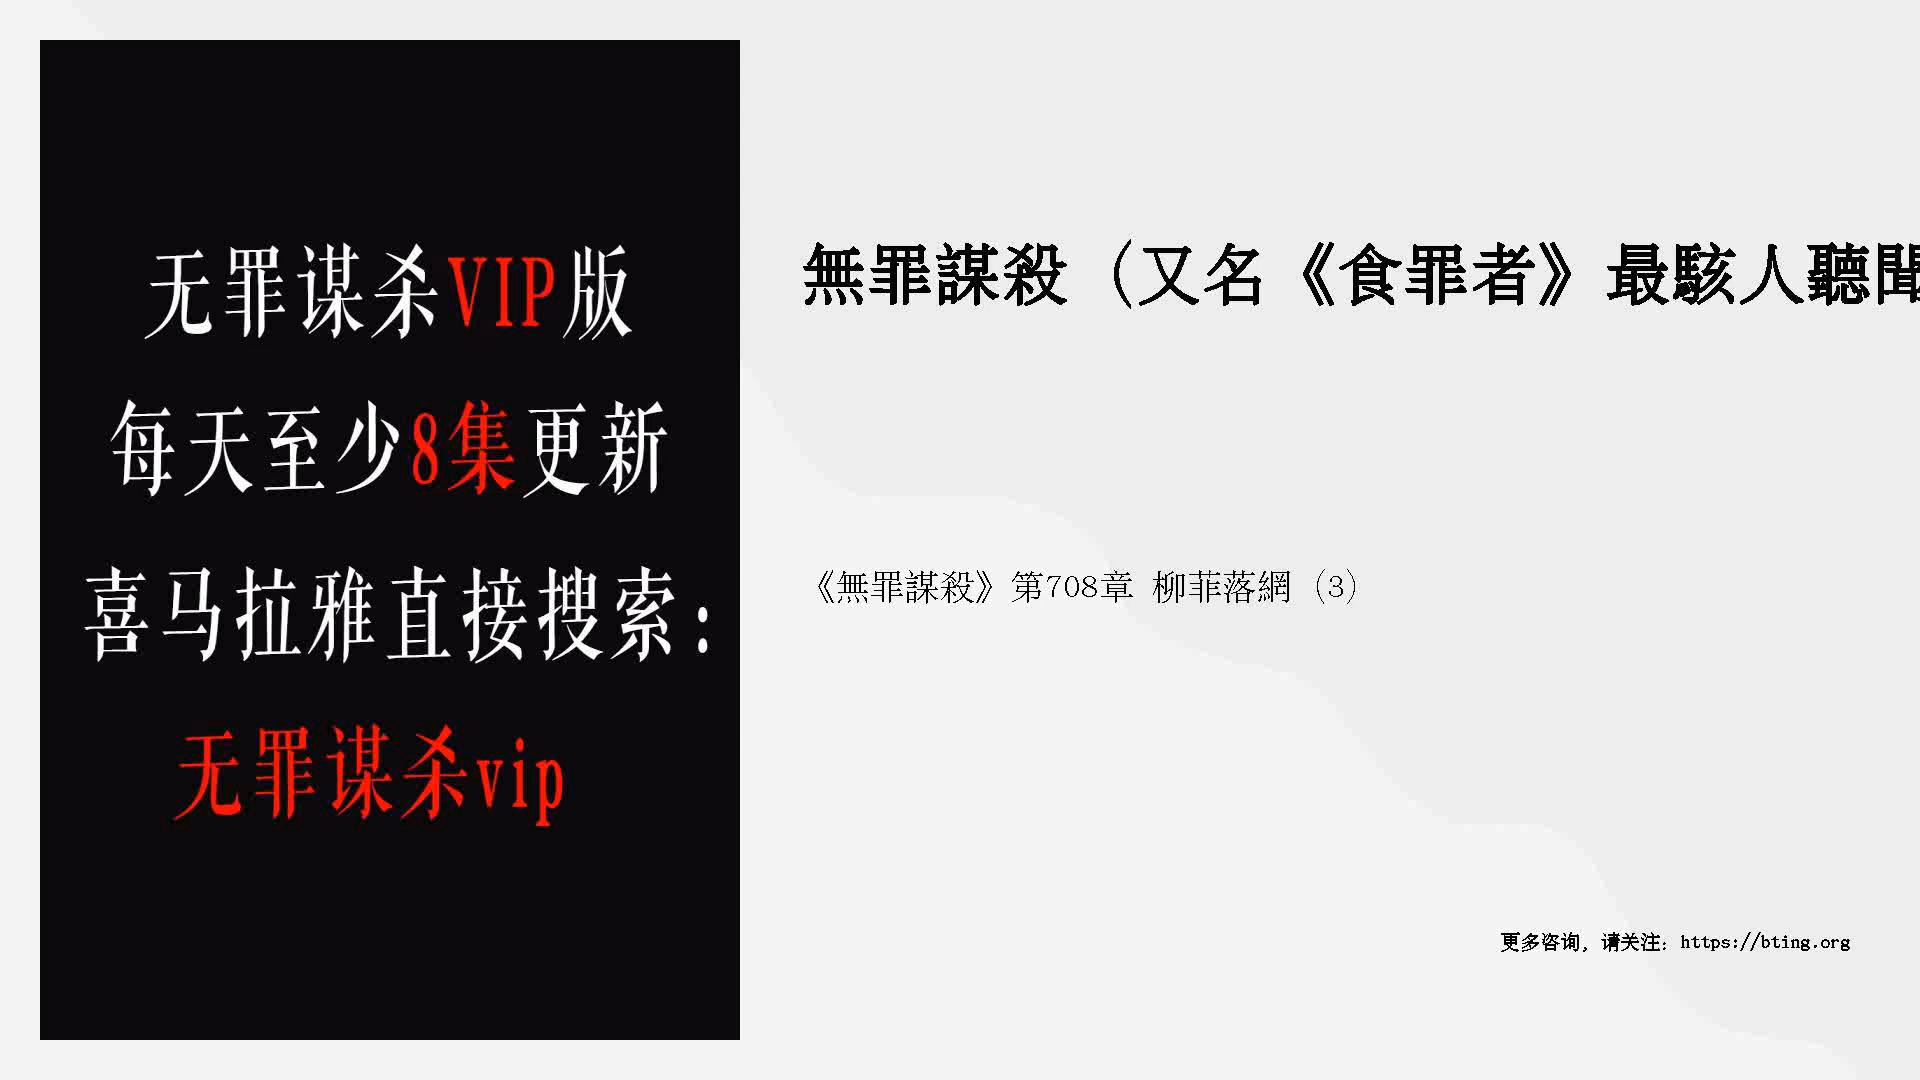 无罪谋杀VIP版
每天至少8集更新
喜马拉雅直接搜索：
无罪谋杀vip
無罪謀殺（又名《食罪者》最駭人聽聞
《無罪謀殺》第708章 柳菲落網（3）
更多咨询，请关注：https://bting.org